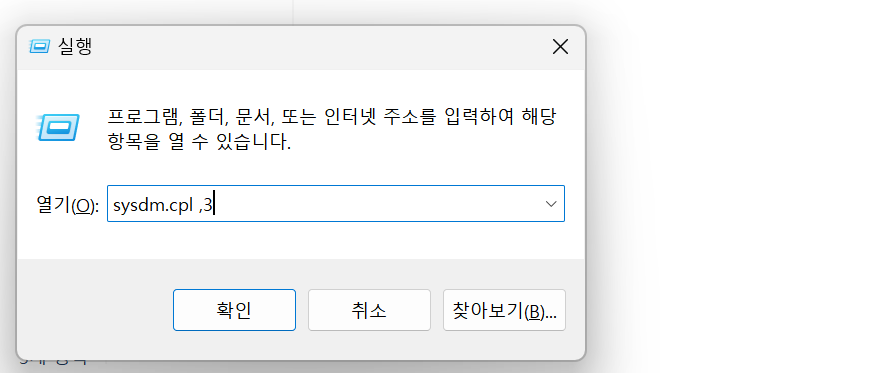 실행
프로그램, 폴더, 문서, 또는 인터넷 주소를 입력하여 해당
항목을 열 수 있습니다.
열기(O): sysdm.cpl ,3
확인 취소 찾아보기(B)...